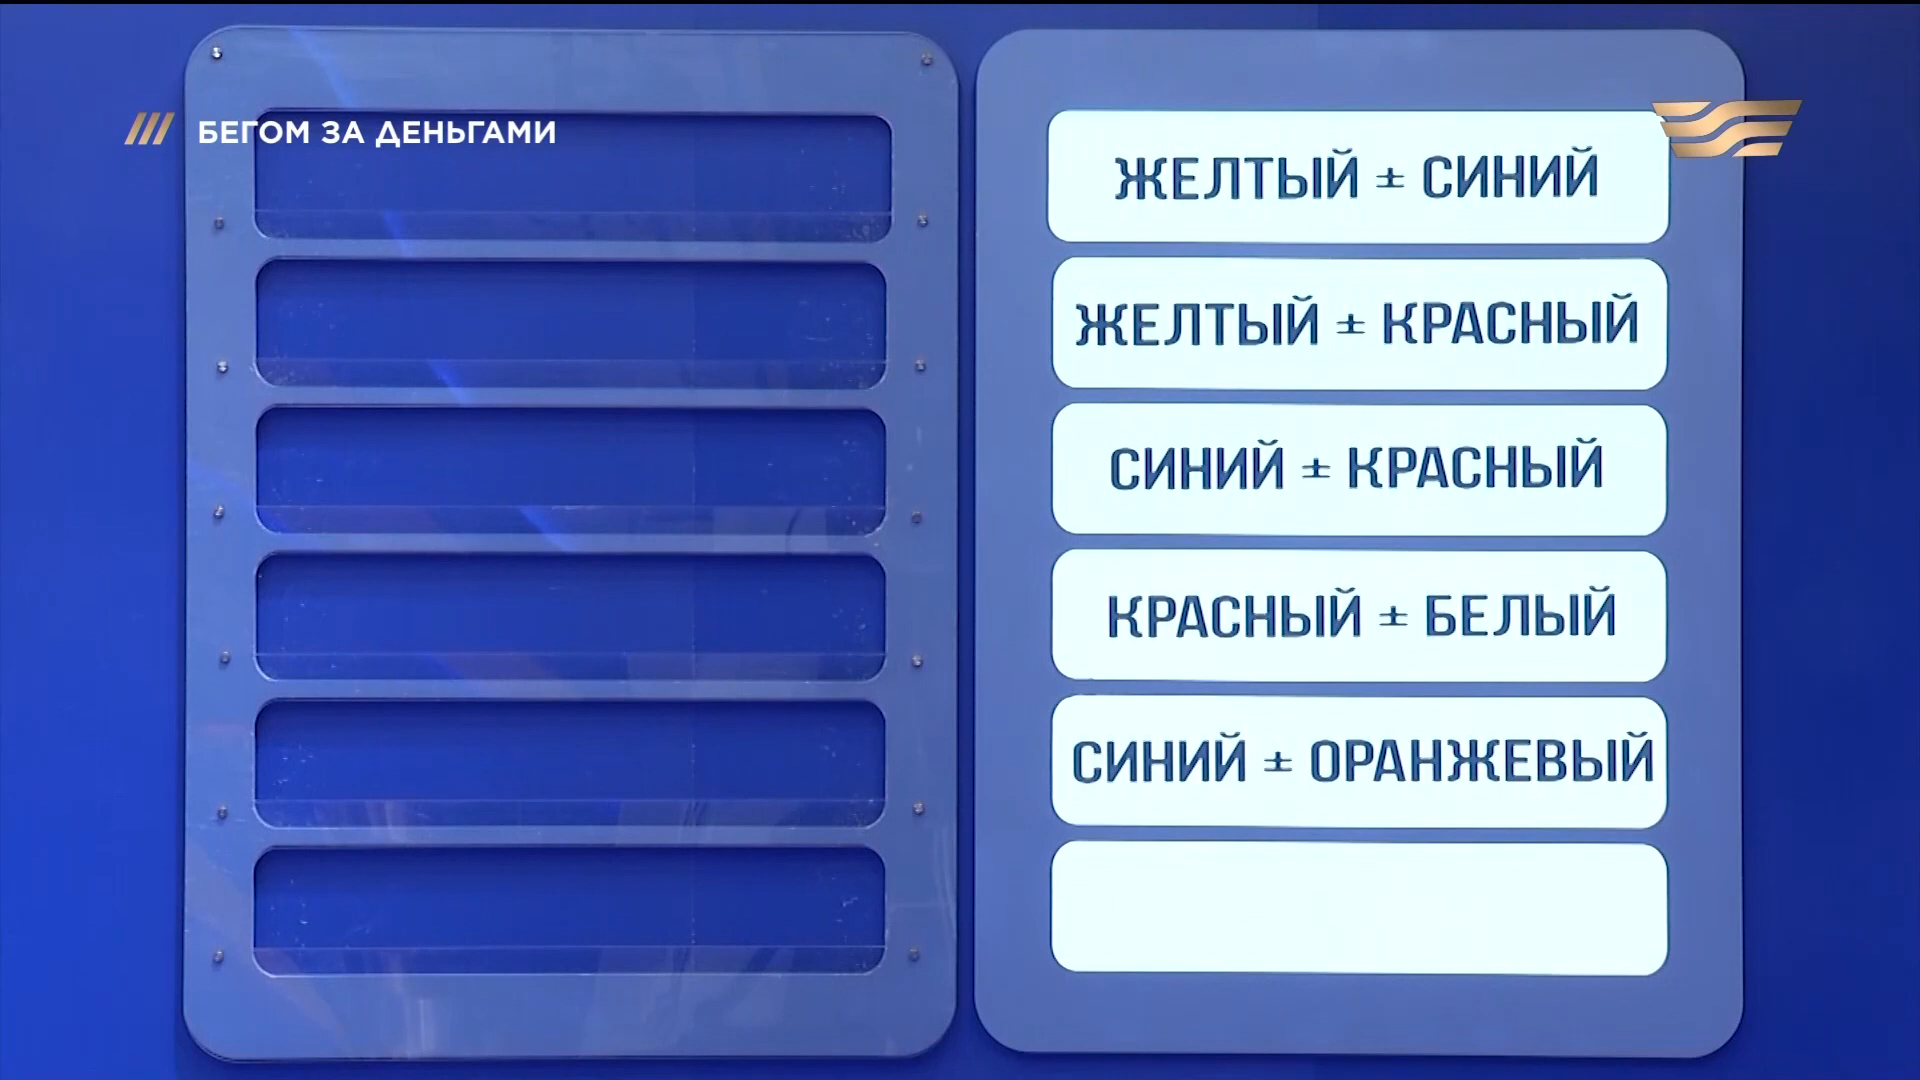 БЕГОМ ЗА ДЕНЬГАМИ
ЖЕЛТЫЙ ± СИНИЙ
ЖЕЛТЫЙ ± КРАСНЫЙ
СИНИЙ ± КРАСНЫЙ
КРАСНЫЙ ± БЕЛЫЙ
СИНИЙ ± ОРАНЖЕВЫЙ